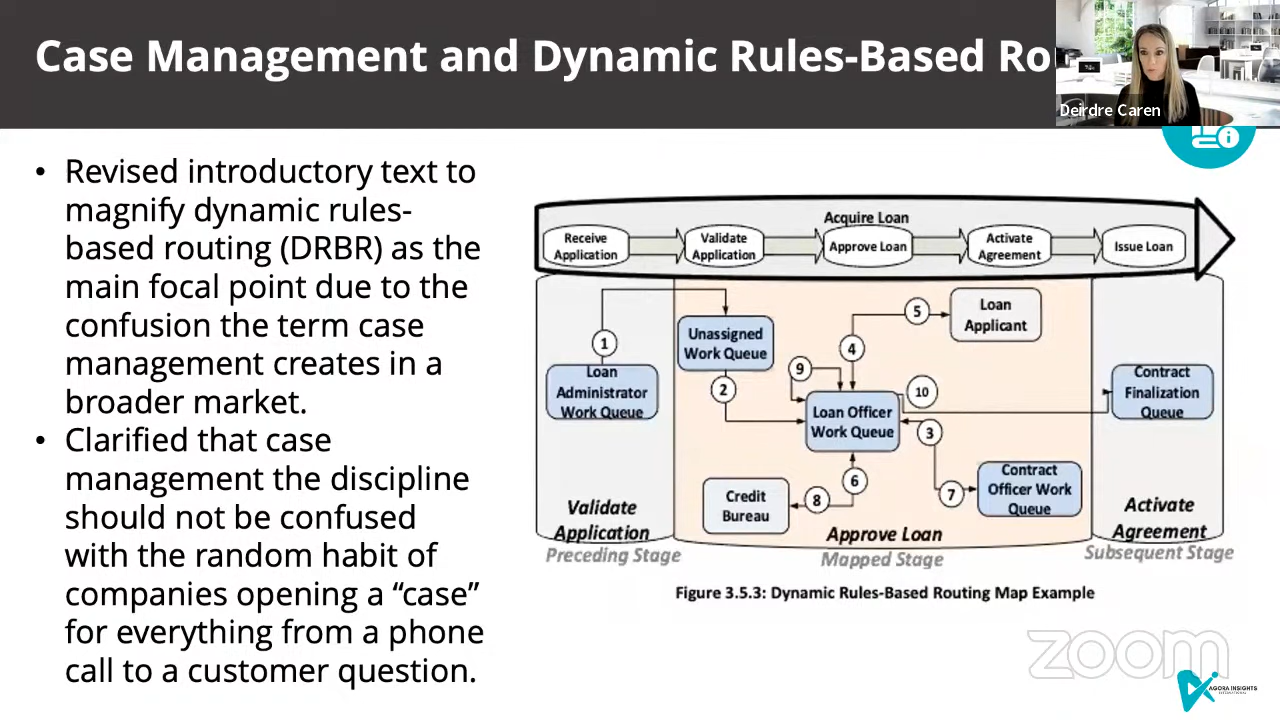 Case Management and Dynamic Rules-Based Ro
Deirdre Caren
• Revised introductory text to
magnify dynamic rules-
based routing (DRBR) as the
main focal point due to the
confusion the term case
management creates in a
broader market.
• Clarified that case
management the discipline
should not be confused
with the random habit of
companies opening a “case”
for everything from a phone
call to a customer question.
Acquire Loan
Receive
Application
Validate
Application
Approve Loan
Activate
Agreement
Issue Loan
1
Loan
Administrator
Work Queue
Unassigned
Work Queue
2
9
4
5
Loan
Applicant
Loan Officer
Work Queue
10
3
Contract
Finalization
Queue
6
8
Credit
Bureau
7
Contract
Officer Work
Queue
Validate
Application
Preceding Stage
Approve Loan
Mapped Stage
Activate
Agreement
Subsequent Stage
Figure 3.5.3: Dynamic Rules-Based Routing Map Example
zoom
AGORA INSIGHTS
INTERNATIONAL